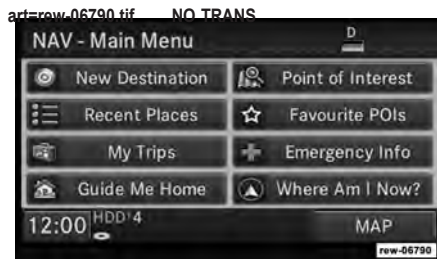 art=rew-06790.tif NO TRANS
NAV - Main Menu D
New Destination Point of Interest
Recent Places Favourite POIs
My Trips Emergency Info
Guide Me Home Where Am I Now?
12:00 HDD 4 MAP
rew-06790